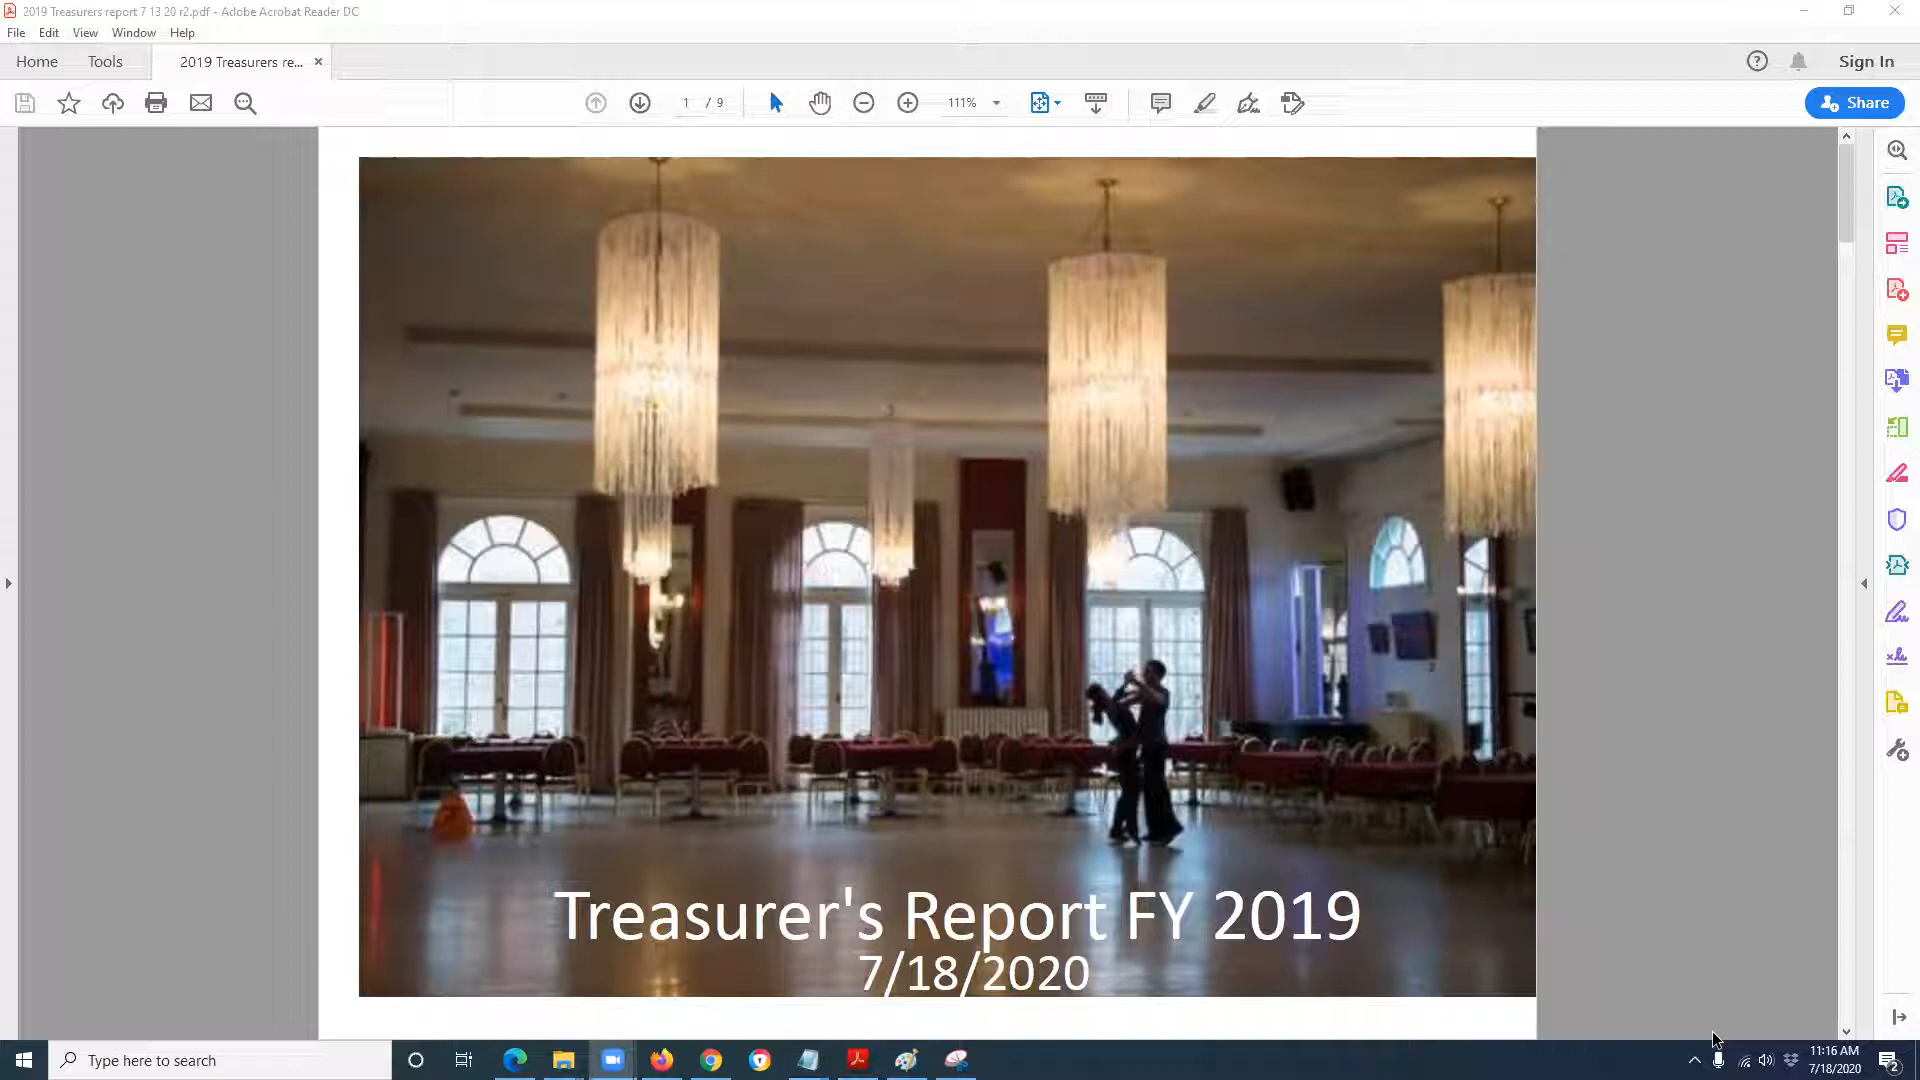 2019 Treasurers report 7 13 20 r2.pdf - Adobe Acrobat Reader DC
File Edit View Window Help
Home Tools 2019 Treasurers re... Sign In
1 / 9 111% Share
Treasurer's Report FY 2019
7/18/2020
Type here to search
11:16 AM
7/18/2020
2